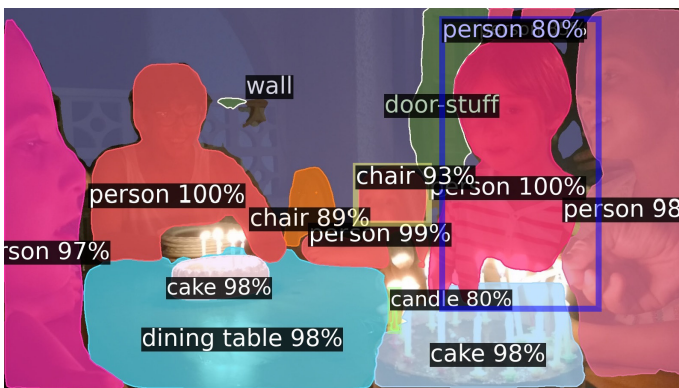 person 80%
wall
door-stuff
chair 93%
person 100%
person 100%
person 98
chair 89%
person 99%
rson 97%
cake 98%
candle 80%
dining table 98%
cake 98%